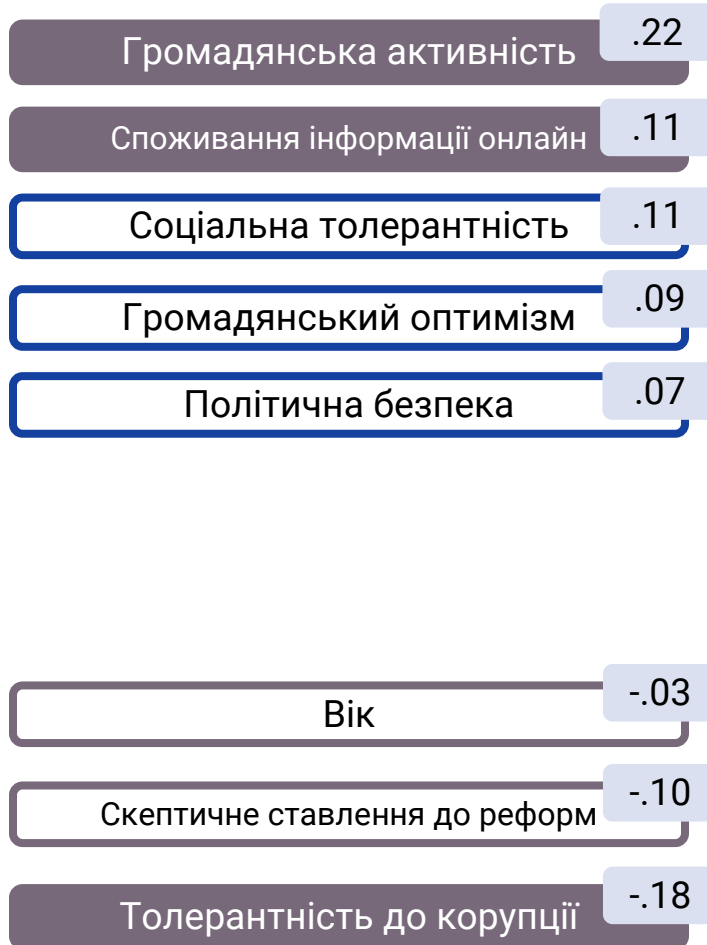 Громадянська активність .22
Споживання інформації онлайн .11
Соціальна толерантність .11
Громадянський оптимізм .09
Політична безпека .07
Вік -.03
Скептичне ставлення до реформ -.10
Толерантність до корупції -.18